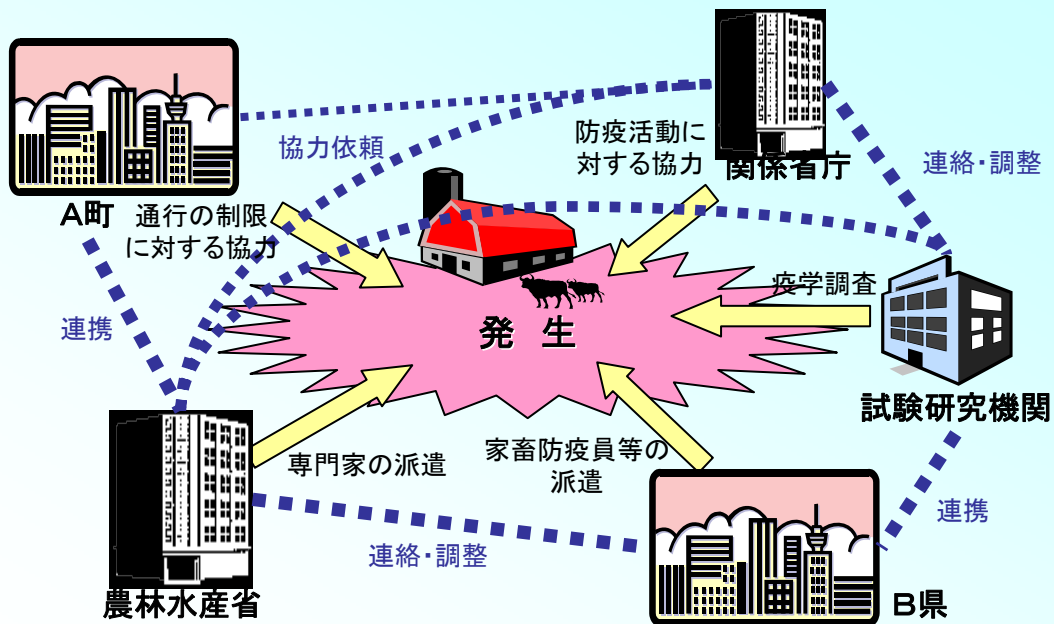 防疫活動に
対する協力
関係省庁
協力依頼
連絡・調整
A町
通行の制限
に対する協力
疫学調査
連携
発 生
試験研究機関
専門家の派遣
家畜防疫員等の
派遣
連携
連絡・調整
農林水産省
B県